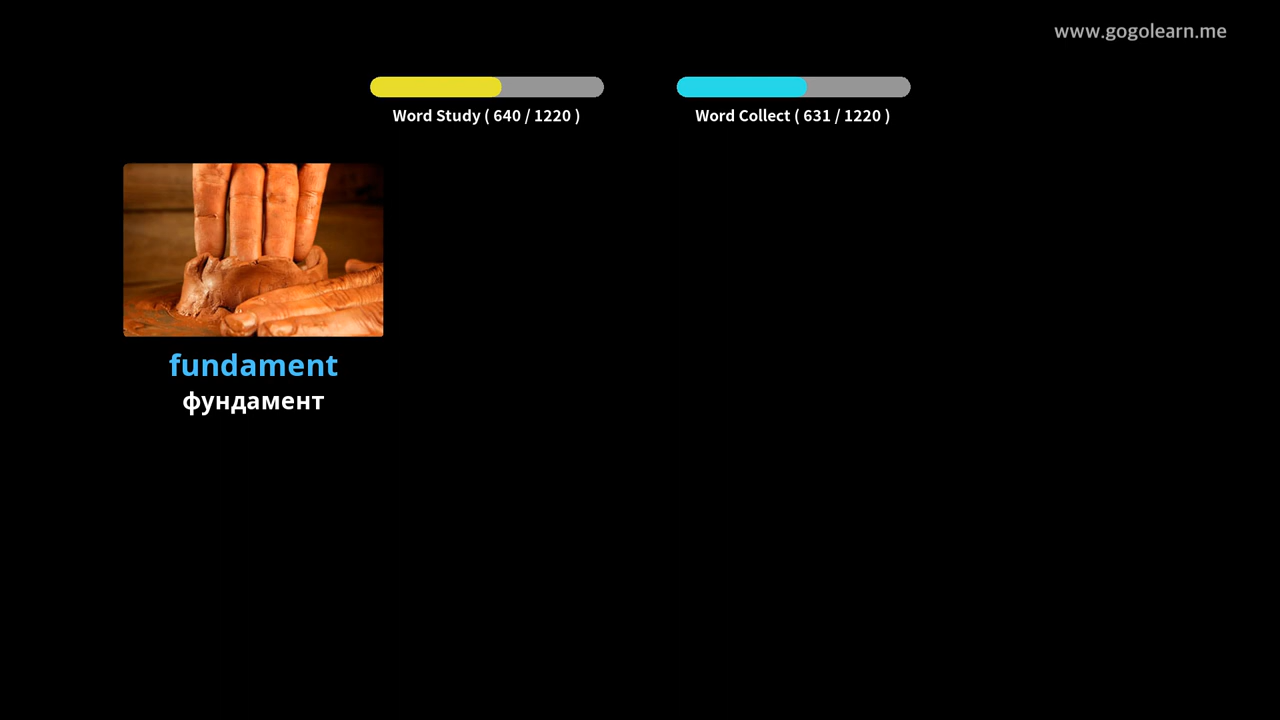 www.gogolearn.me
Word Study ( 640 / 1220 )
Word Collect ( 631 / 1220 )
fundament
фундамент